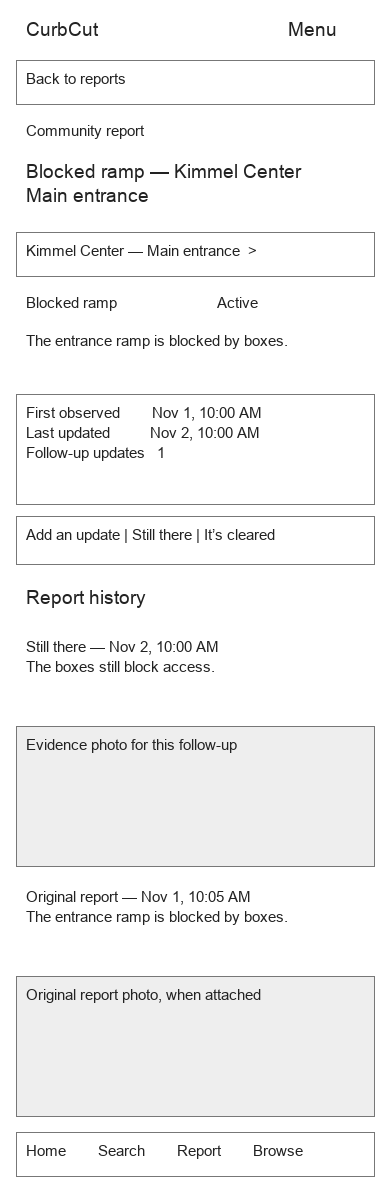 CurbCut Menu
Back to reports
Community report
Blocked ramp — Kimmel Center
Main entrance
Kimmel Center — Main entrance >
Blocked ramp Active
The entrance ramp is blocked by boxes.
First observed Nov 1, 10:00 AM
Last updated Nov 2, 10:00 AM
Follow-up updates 1
Add an update | Still there | It’s cleared
Report history
Still there — Nov 2, 10:00 AM
The boxes still block access.
Evidence photo for this follow-up
Original report — Nov 1, 10:05 AM
The entrance ramp is blocked by boxes.
Original report photo, when attached
Home Search Report Browse